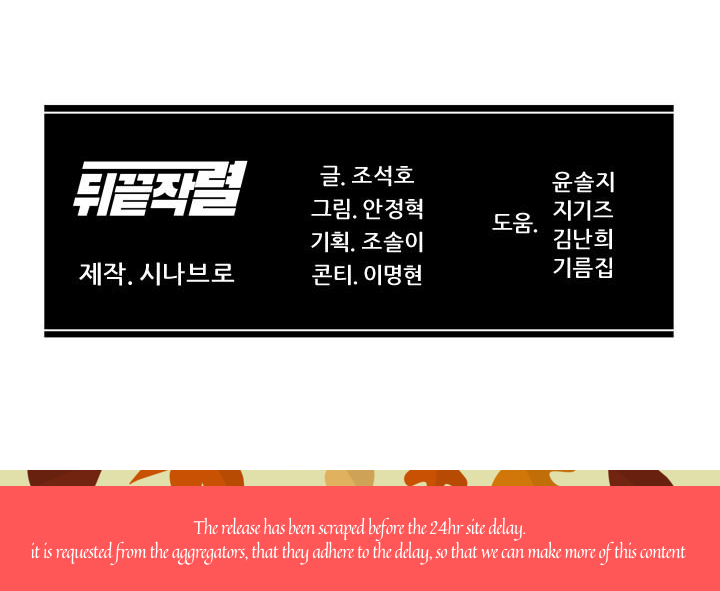 뒤끝작렬
제작. 시나브로
글. 조석호
그림. 안정혁
기획. 조솔이
콘티. 이명현
도움.
윤솔지
지기즈
김난희
기름집
The release has been scraped before the 24hr site delay.
it is requested from the aggregators, that they adhere to the delay, so that we can make more of this content